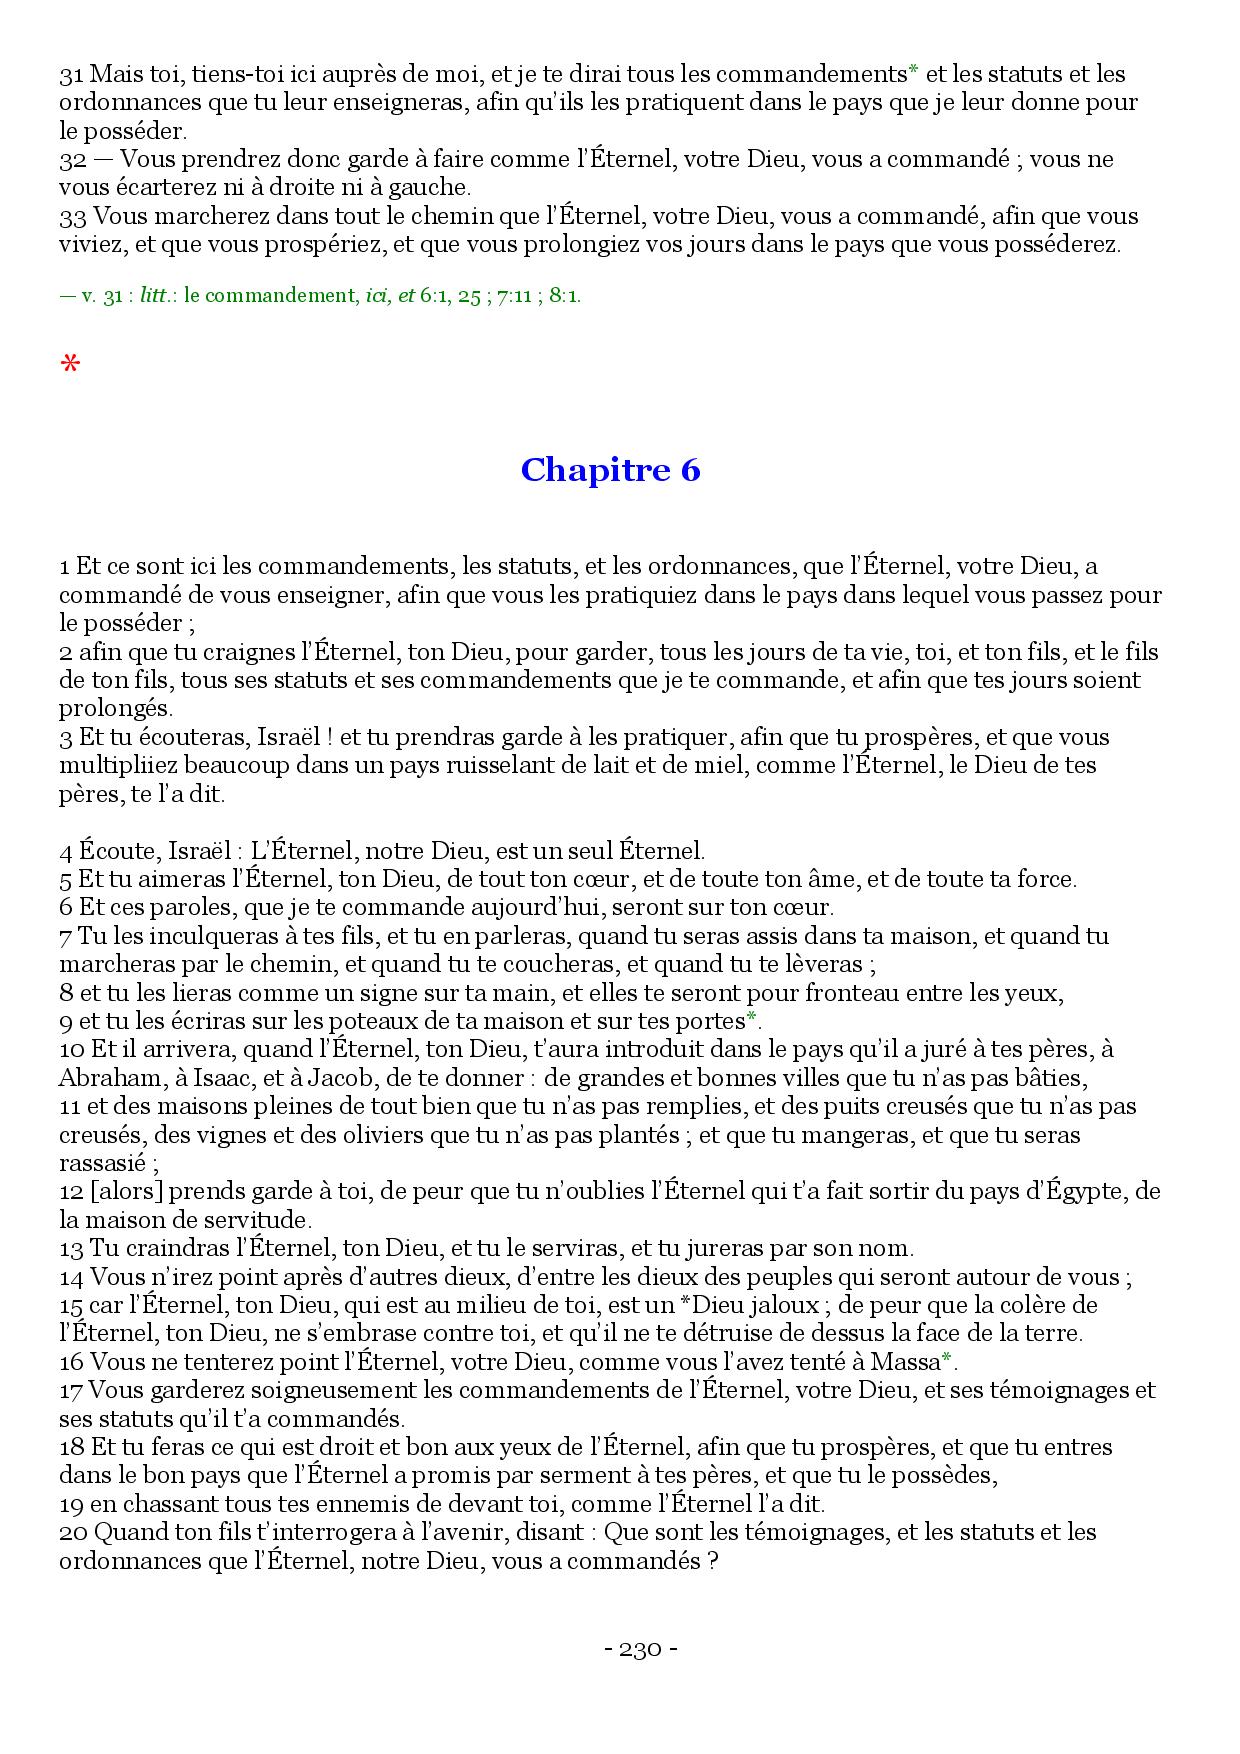 31 Mais toi, tiens-toi ici auprès de moi, et je te dirai tous les commandements* et les statuts et les
ordonnances que tu leur enseigneras, afin qu’ils les pratiquent dans le pays que je leur donne pour
le posséder.
32 — Vous prendrez donc garde à faire comme l’Éternel, votre Dieu, vous a commandé ; vous ne
vous écarterez ni à droite ni à gauche.
33 Vous marcherez dans tout le chemin que l’Éternel, votre Dieu, vous a commandé, afin que vous
viviez, et que vous prospériez, et que vous prolongiez vos jours dans le pays que vous posséderez.
— v. 31 : litt.: le commandement, ici, et 6:1, 25 ; 7:11 ; 8:1.
*
Chapitre 6
1 Et ce sont ici les commandements, les statuts, et les ordonnances, que l’Éternel, votre Dieu, a
commandé de vous enseigner, afin que vous les pratiquiez dans le pays dans lequel vous passez pour
le posséder ;
2 afin que tu craignes l’Éternel, ton Dieu, pour garder, tous les jours de ta vie, toi, et ton fils, et le fils
de ton fils, tous ses statuts et ses commandements que je te commande, et afin que tes jours soient
prolongés.
3 Et tu écouteras, Israël ! et tu prendras garde à les pratiquer, afin que tu prospères, et que vous
multipliiez beaucoup dans un pays ruisselant de lait et de miel, comme l’Éternel, le Dieu de tes
pères, te l’a dit.
4 Écoute, Israël : L’Éternel, notre Dieu, est un seul Éternel.
5 Et tu aimeras l’Éternel, ton Dieu, de tout ton cœur, et de toute ton âme, et de toute ta force.
6 Et ces paroles, que je te commande aujourd’hui, seront sur ton cœur.
7 Tu les inculqueras à tes fils, et tu en parleras, quand tu seras assis dans ta maison, et quand tu
marcheras par le chemin, et quand tu te coucheras, et quand tu te lèveras ;
8 et tu les lieras comme un signe sur ta main, et elles te seront pour fronteau entre les yeux,
9 et tu les écriras sur les poteaux de ta maison et sur tes portes*.
10 Et il arrivera, quand l’Éternel, ton Dieu, t’aura introduit dans le pays qu’il a juré à tes pères, à
Abraham, à Isaac, et à Jacob, de te donner : de grandes et bonnes villes que tu n’as pas bâties,
11 et des maisons pleines de tout bien que tu n’as pas remplies, et des puits creusés que tu n’as pas
creusés, des vignes et des oliviers que tu n’as pas plantés ; et que tu mangeras, et que tu seras
rassasié ;
12 [alors] prends garde à toi, de peur que tu n’oublies l’Éternel qui t’a fait sortir du pays d’Égypte, de
la maison de servitude.
13 Tu craindras l’Éternel, ton Dieu, et tu le serviras, et tu jureras par son nom.
14 Vous n’irez point après d’autres dieux, d’entre les dieux des peuples qui seront autour de vous ;
15 car l’Éternel, ton Dieu, qui est au milieu de toi, est un *Dieu jaloux ; de peur que la colère de
l’Éternel, ton Dieu, ne s’embrase contre toi, et qu’il ne te détruise de dessus la face de la terre.
16 Vous ne tenterez point l’Éternel, votre Dieu, comme vous l’avez tenté à Massa*.
17 Vous garderez soigneusement les commandements de l’Éternel, votre Dieu, et ses témoignages et
ses statuts qu’il t’a commandés.
18 Et tu feras ce qui est droit et bon aux yeux de l’Éternel, afin que tu prospères, et que tu entres
dans le bon pays que l’Éternel a promis par serment à tes pères, et que tu le possèdes,
19 en chassant tous tes ennemis de devant toi, comme l’Éternel l’a dit.
20 Quand ton fils t’interrogera à l’avenir, disant : Que sont les témoignages, et les statuts et les
ordonnances que l’Éternel, notre Dieu, vous a commandés ?
- 230 -